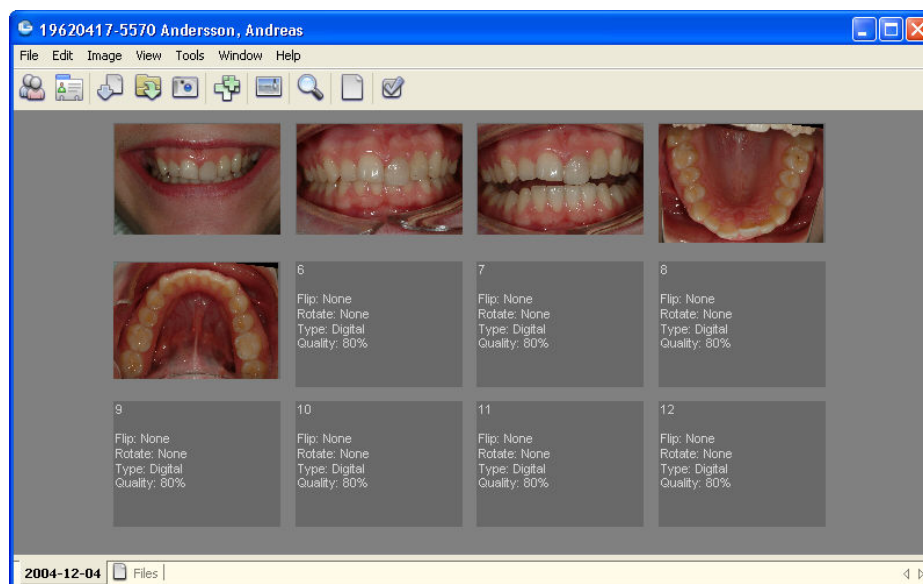 19620417-5570 Andersson, Andreas
File Edit Image View Tools Window Help
6
Flip: None
Rotate: None
Type: Digital
Quality: 80%
7
Flip: None
Rotate: None
Type: Digital
Quality: 80%
8
Flip: None
Rotate: None
Type: Digital
Quality: 80%
9
Flip: None
Rotate: None
Type: Digital
Quality: 80%
10
Flip: None
Rotate: None
Type: Digital
Quality: 80%
11
Flip: None
Rotate: None
Type: Digital
Quality: 80%
12
Flip: None
Rotate: None
Type: Digital
Quality: 80%
2004-12-04 Files